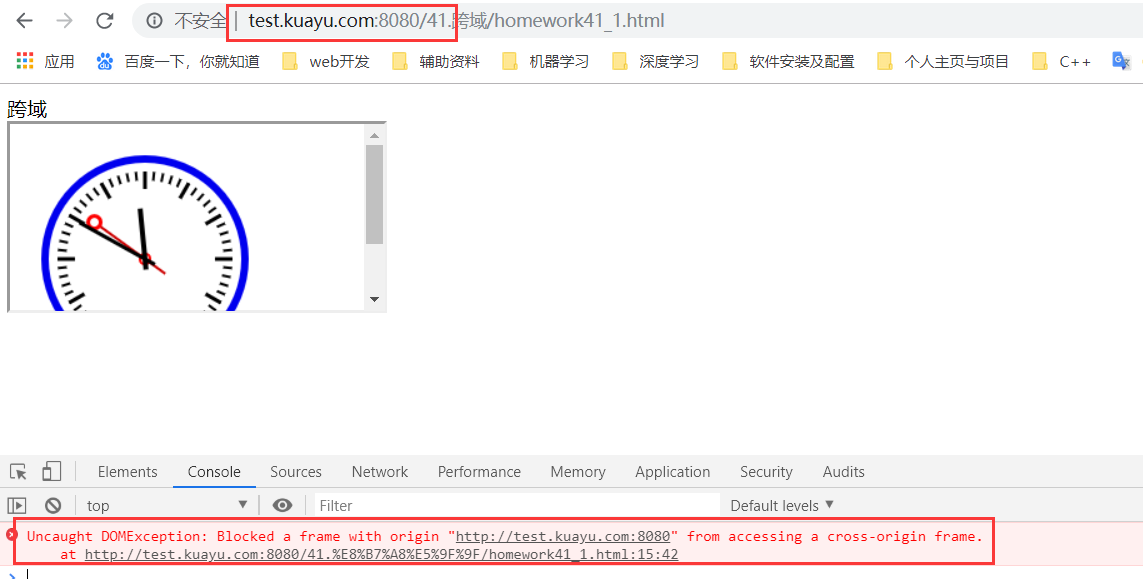 不安全 | test.kuayu.com:8080/41.跨域/homework41_1.html
应用 百度一下，你就知道 web开发 辅助资料 机器学习 深度学习 软件安装及配置 个人主页与项目 C++
跨域
Elements Console Sources Network Performance Memory Application Security Audits
top Filter Default levels
Uncaught DOMException: Blocked a frame with origin "http://test.kuayu.com:8080" from accessing a cross-origin frame.
at http://test.kuayu.com:8080/41.%E8%B7%A8%E5%9F%9F/homework41_1.html:15:42